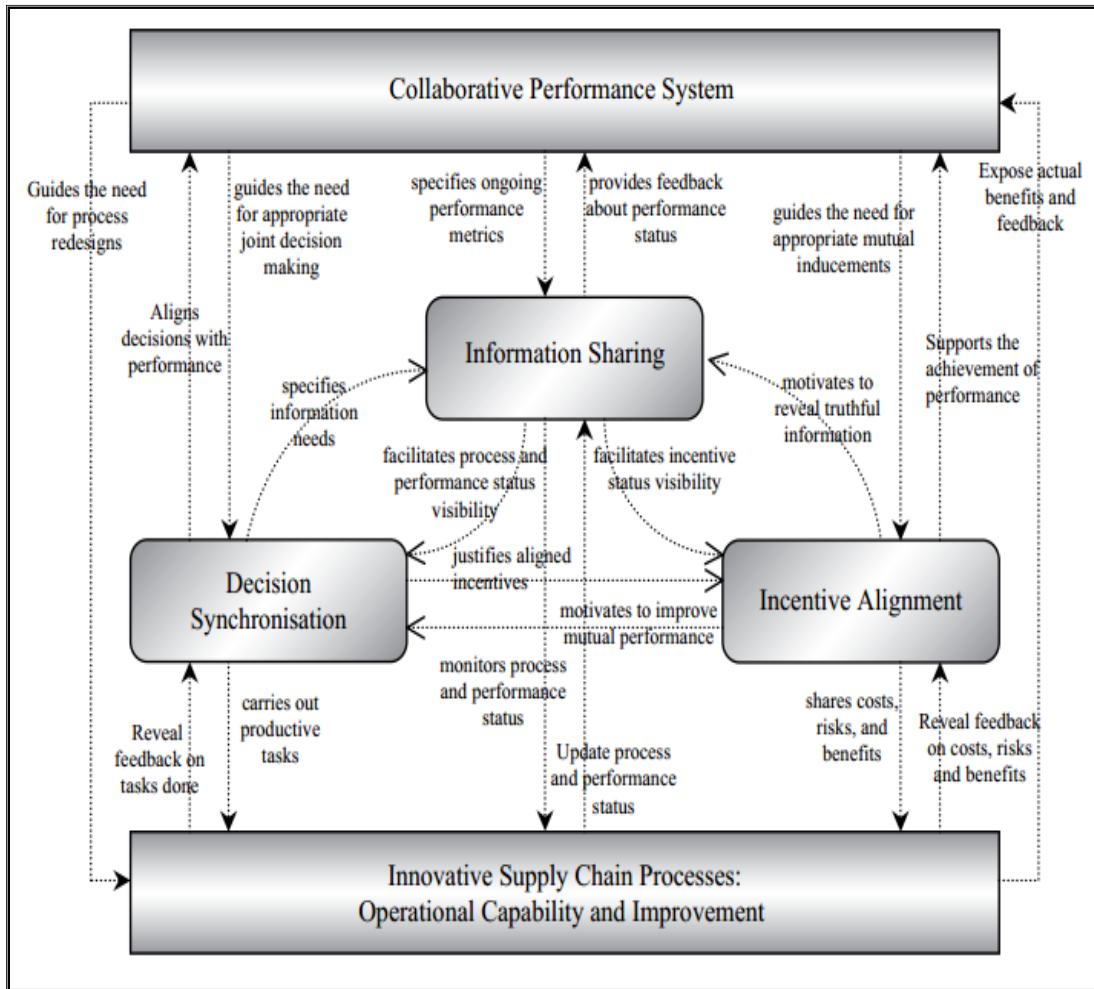 Collaborative Performance System
Guides the need
for process
redesigns
guides the need
for appropriate
joint decision
making
specifies ongoing
performance
metrics
provides feedback
about performance
status
guides the need for
appropriate mutual
inducements
Expose actual
benefits and
feedback
Aligns
decisions with
performance
Information Sharing
Supports the
achievement of
performance
specifies
information
needs
motivates to
reveal truthful
information
facilitates process and
performance status
visibility
facilitates incentive
status visibility
Decision
Synchronisation
justifies aligned
incentives
motivates to improve
mutual performance
Incentive Alignment
Reveal
feedback on
tasks done
carries out
productive
tasks
monitors process
and performance
status
Update process
and performance
status
shares costs,
risks, and
benefits
Reveal feedback
on costs, risks
and benefits
Innovative Supply Chain Processes:
Operational Capability and Improvement